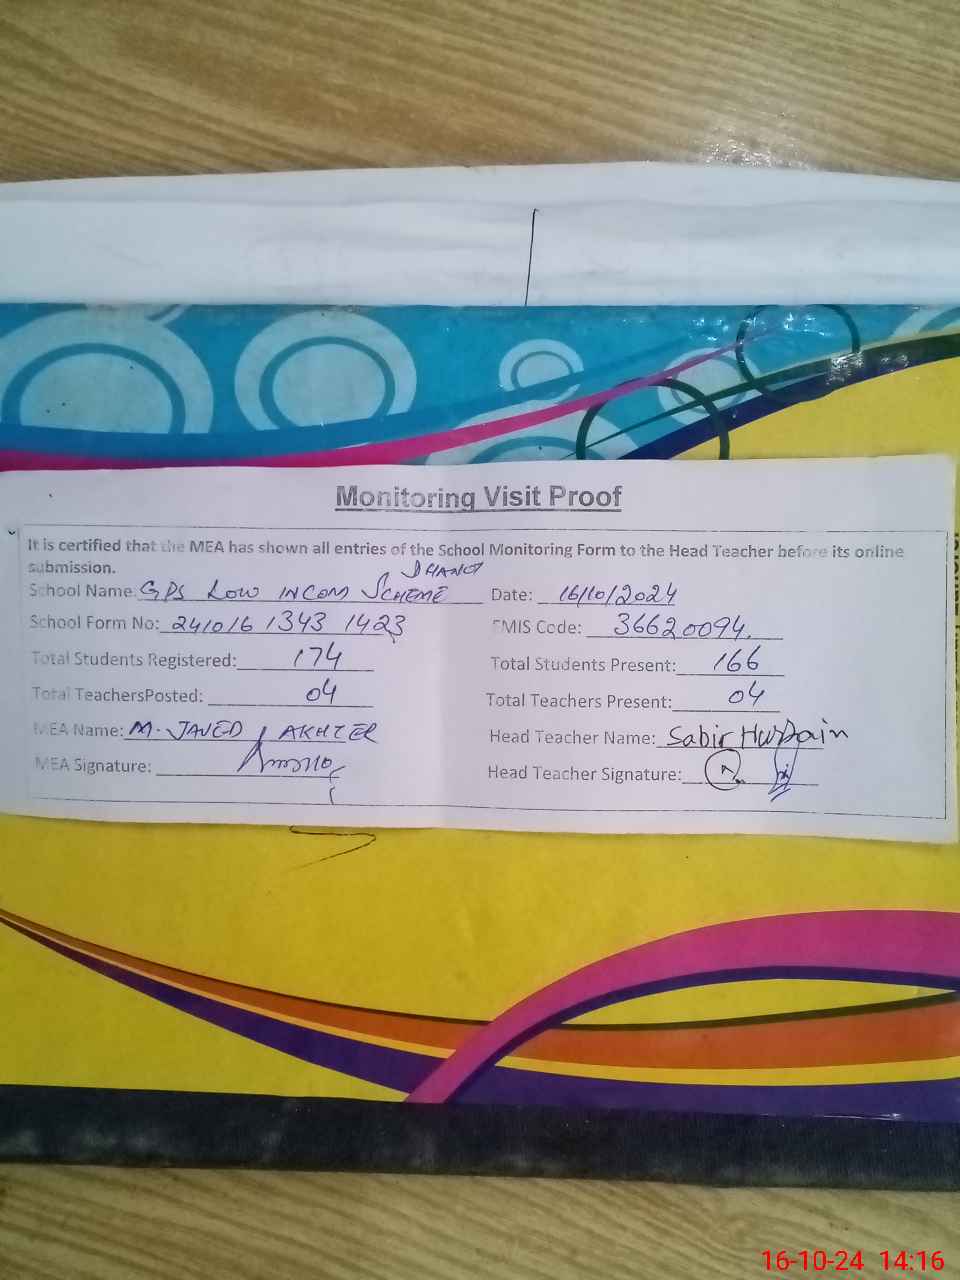 Monitoring Visit Proof
It is certified that the MEA has shown all entries of the School Monitoring Form to the Head Teacher before its online
submission.
School Name: GPS LOW INCOM SCHEME Date: 16/10/2024
School Form No: 241016 1343 1423 EMIS Code: 36620094
Total Students Registered: 174 Total Students Present: 166
Total TeachersPosted: 04 Total Teachers Present: 04
MEA Name: M. JAVED AKHTER Head Teacher Name: Sabir Hussain
MEA Signature: Head Teacher Signature:
16-10-24 14:16